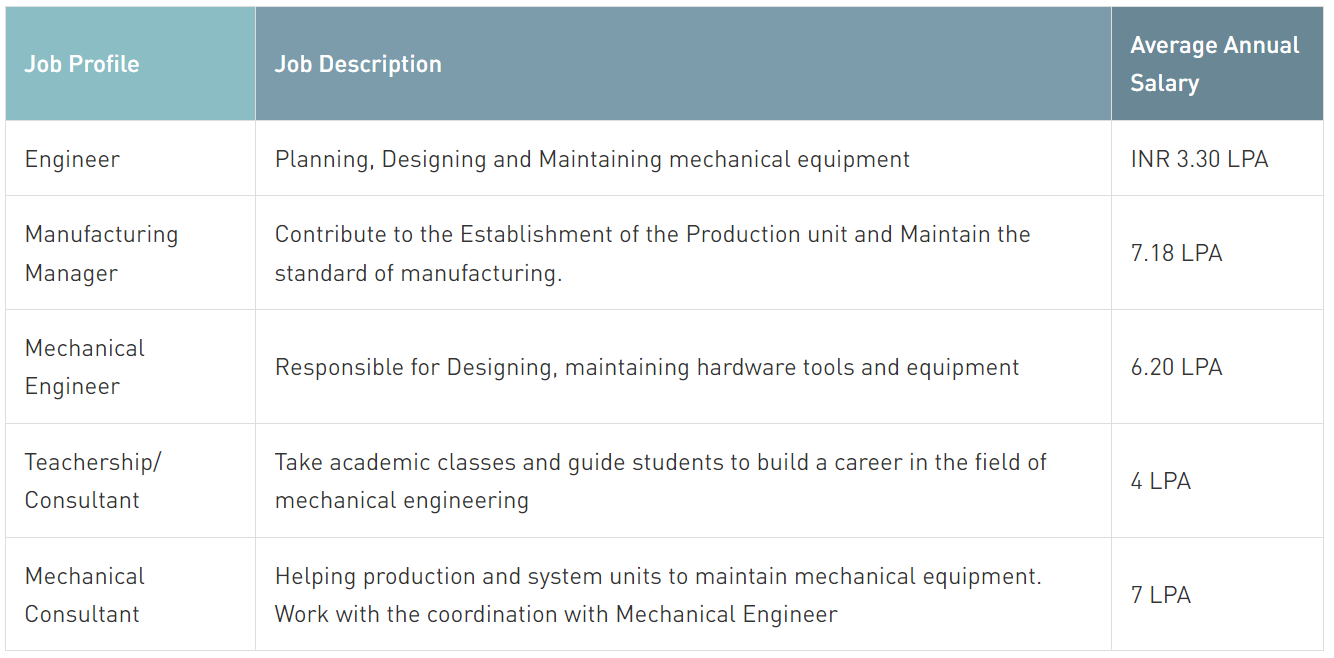 Job Profile
Job Description
Average Annual
Salary
Engineer
Planning, Designing and Maintaining mechanical equipment
INR 3.30 LPA
Manufacturing
Manager
Contribute to the Establishment of the Production unit and Maintain the
standard of manufacturing.
7.18 LPA
Mechanical
Engineer
Responsible for Designing, maintaining hardware tools and equipment
6.20 LPA
Teachership/
Consultant
Take academic classes and guide students to build a career in the field of
mechanical engineering
4 LPA
Mechanical
Consultant
Helping production and system units to maintain mechanical equipment.
Work with the coordination with Mechanical Engineer
7 LPA